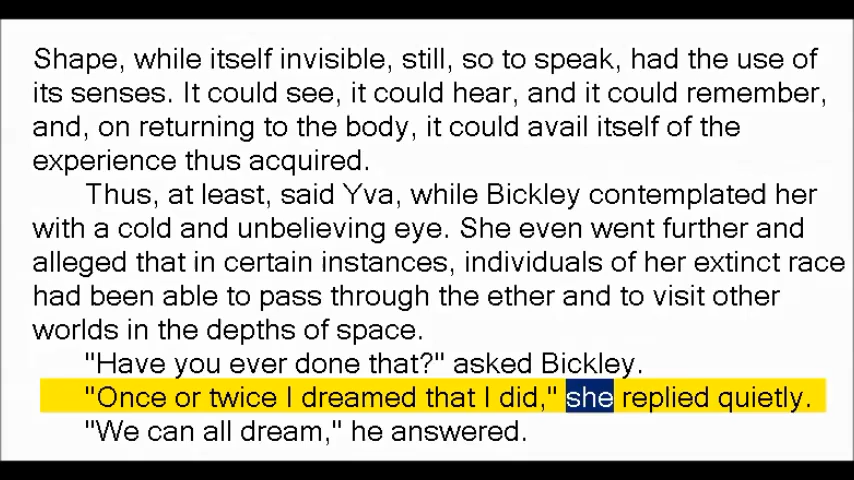 Shape, while itself invisible, still, so to speak, had the use of
its senses. It could see, it could hear, and it could remember,
and, on returning to the body, it could avail itself of the
experience thus acquired.
Thus, at least, said Yva, while Bickley contemplated her
with a cold and unbelieving eye. She even went further and
alleged that in certain instances, individuals of her extinct race
had been able to pass through the ether and to visit other
worlds in the depths of space.
"Have you ever done that?" asked Bickley.
"Once or twice I dreamed that I did," she replied quietly.
"We can all dream," he answered.